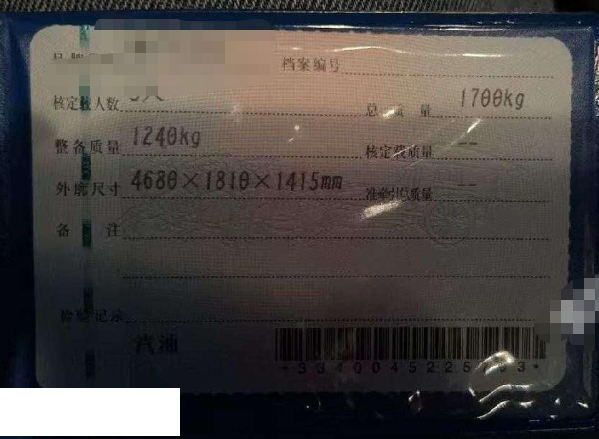 档案编号
核定载人数 总质量 1700kg
整备质量 1240kg 核定载质量 --
外廓尺寸 4680×1810×1415mm 准牵引总质量 --
备注
检验记录
汽油